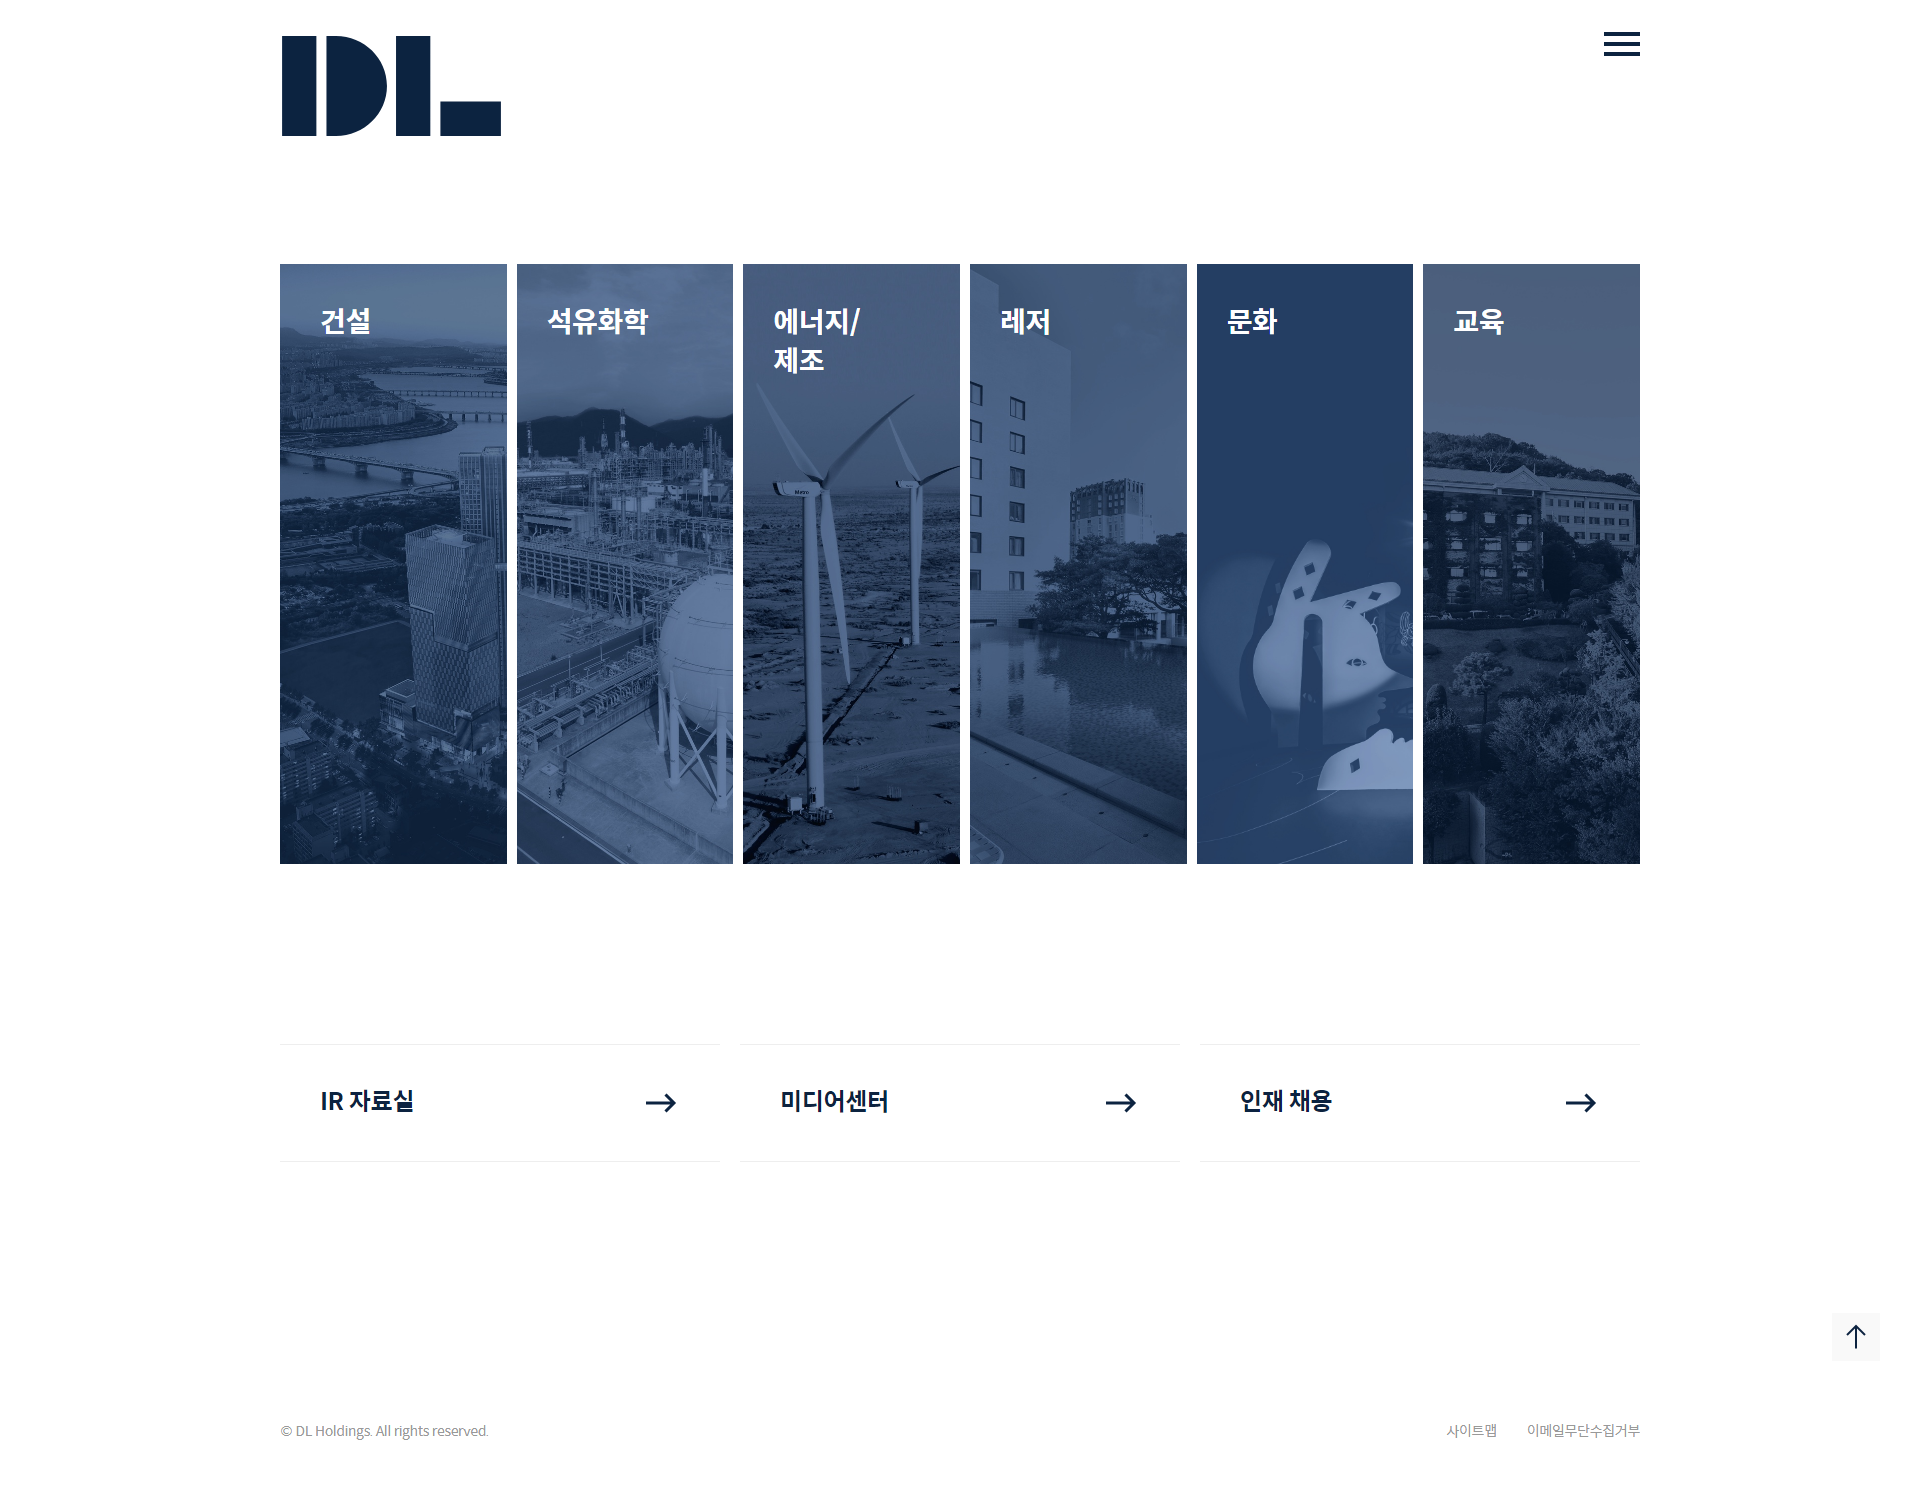 DL
건설
석유화학
에너지/
제조
레저
문화
교육
IR 자료실
미디어센터
인재 채용
© DL Holdings. All rights reserved.
사이트맵
이메일무단수집거부